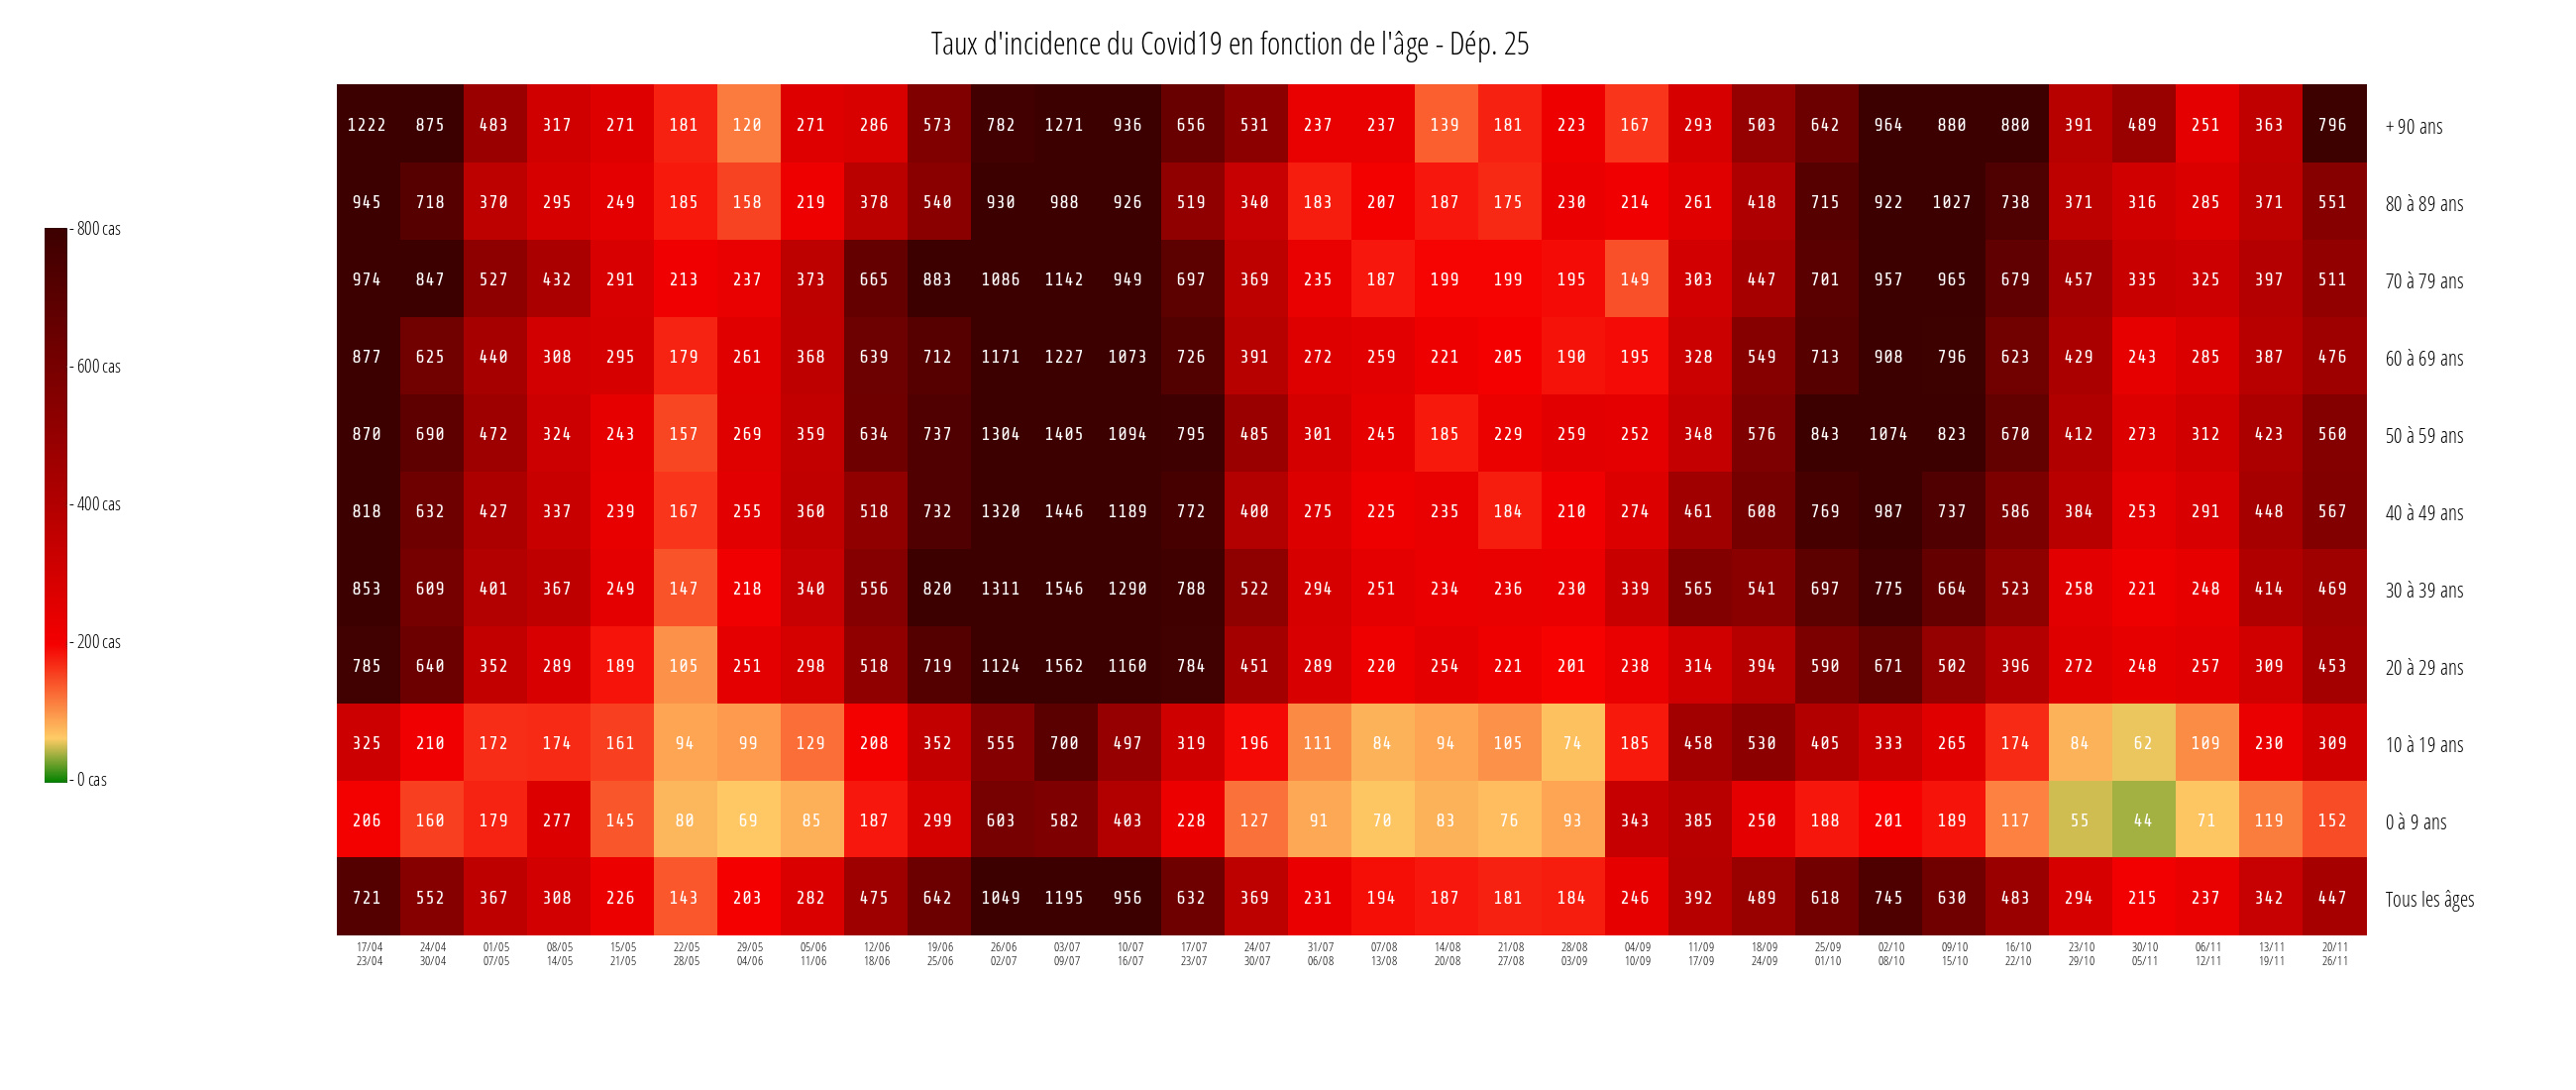 Taux d'incidence du Covid19 en fonction de l'âge - Dép. 25
- 800 cas
- 600 cas
- 400 cas
- 200 cas
- 0 cas
1222 875 483 317 271 181 120 271 286 573 782 1271 936 656 531 237 237 139 181 223 167 293 503 642 964 880 880 391 489 251 363 796 + 90 ans
945 718 370 295 249 185 158 219 378 540 930 988 926 519 340 183 207 187 175 230 214 261 418 715 922 1027 738 371 316 285 371 551 80 à 89 ans
974 847 527 432 291 213 237 373 665 883 1086 1142 949 697 369 235 187 199 199 195 149 303 447 701 957 965 679 457 335 325 397 511 70 à 79 ans
877 625 440 308 295 179 261 368 639 712 1171 1227 1073 726 391 272 259 221 205 190 195 328 549 713 908 796 623 429 243 285 387 476 60 à 69 ans
870 690 472 324 243 157 269 359 634 737 1304 1405 1094 795 485 301 245 185 229 259 252 348 576 843 1074 823 670 412 273 312 423 560 50 à 59 ans
818 632 427 337 239 167 255 360 518 732 1320 1446 1189 772 400 275 225 235 184 210 274 461 608 769 987 737 586 384 253 291 448 567 40 à 49 ans
853 609 401 367 249 147 218 340 556 820 1311 1546 1290 788 522 294 251 234 236 230 339 565 541 697 775 664 523 258 221 248 414 469 30 à 39 ans
785 640 352 289 189 105 251 298 518 719 1124 1562 1160 784 451 289 220 254 221 201 238 314 394 590 671 502 396 272 248 257 309 453 20 à 29 ans
325 210 172 174 161 94 99 129 208 352 555 700 497 319 196 111 84 94 105 74 185 458 530 405 333 265 174 84 62 109 230 309 10 à 19 ans
206 160 179 277 145 80 69 85 187 299 603 582 403 228 127 91 70 83 76 93 343 385 250 188 201 189 117 55 44 71 119 152 0 à 9 ans
721 552 367 308 226 143 203 282 475 642 1049 1195 956 632 369 231 194 187 181 184 246 392 489 618 745 630 483 294 215 237 342 447 Tous les âges
17/04 24/04 01/05 08/05 15/05 22/05 29/05 05/06 12/06 19/06 26/06 03/07 10/07 17/07 24/07 31/07 07/08 14/08 21/08 28/08 04/09 11/09 18/09 25/09 02/10 09/10 16/10 23/10 30/10 06/11 13/11 20/11
23/04 30/04 07/05 14/05 21/05 28/05 04/06 11/06 18/06 25/06 02/07 09/07 16/07 23/07 30/07 06/08 13/08 20/08 27/08 03/09 10/09 17/09 24/09 01/10 08/10 15/10 22/10 29/10 05/11 12/11 19/11 26/11